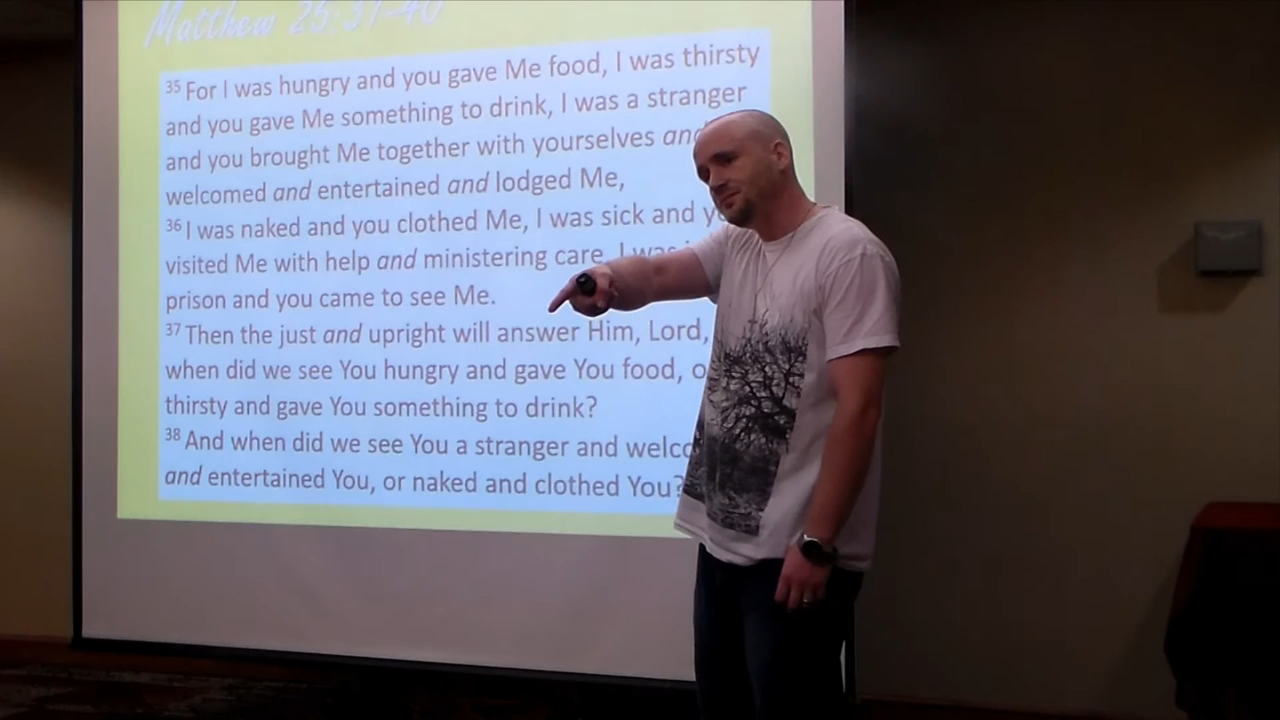 Matthew 25:31-40
35 For I was hungry and you gave Me food, I was thirsty
and you gave Me something to drink, I was a stranger
and you brought Me together with yourselves and
welcomed and entertained and lodged Me,
36 I was naked and you clothed Me, I was sick and
visited Me with help and ministering care, I was
prison and you came to see Me.
37 Then the just and upright will answer Him, Lord,
when did we see You hungry and gave You food,
thirsty and gave You something to drink?
38 And when did we see You a stranger and
and entertained You, or naked and clothed You?